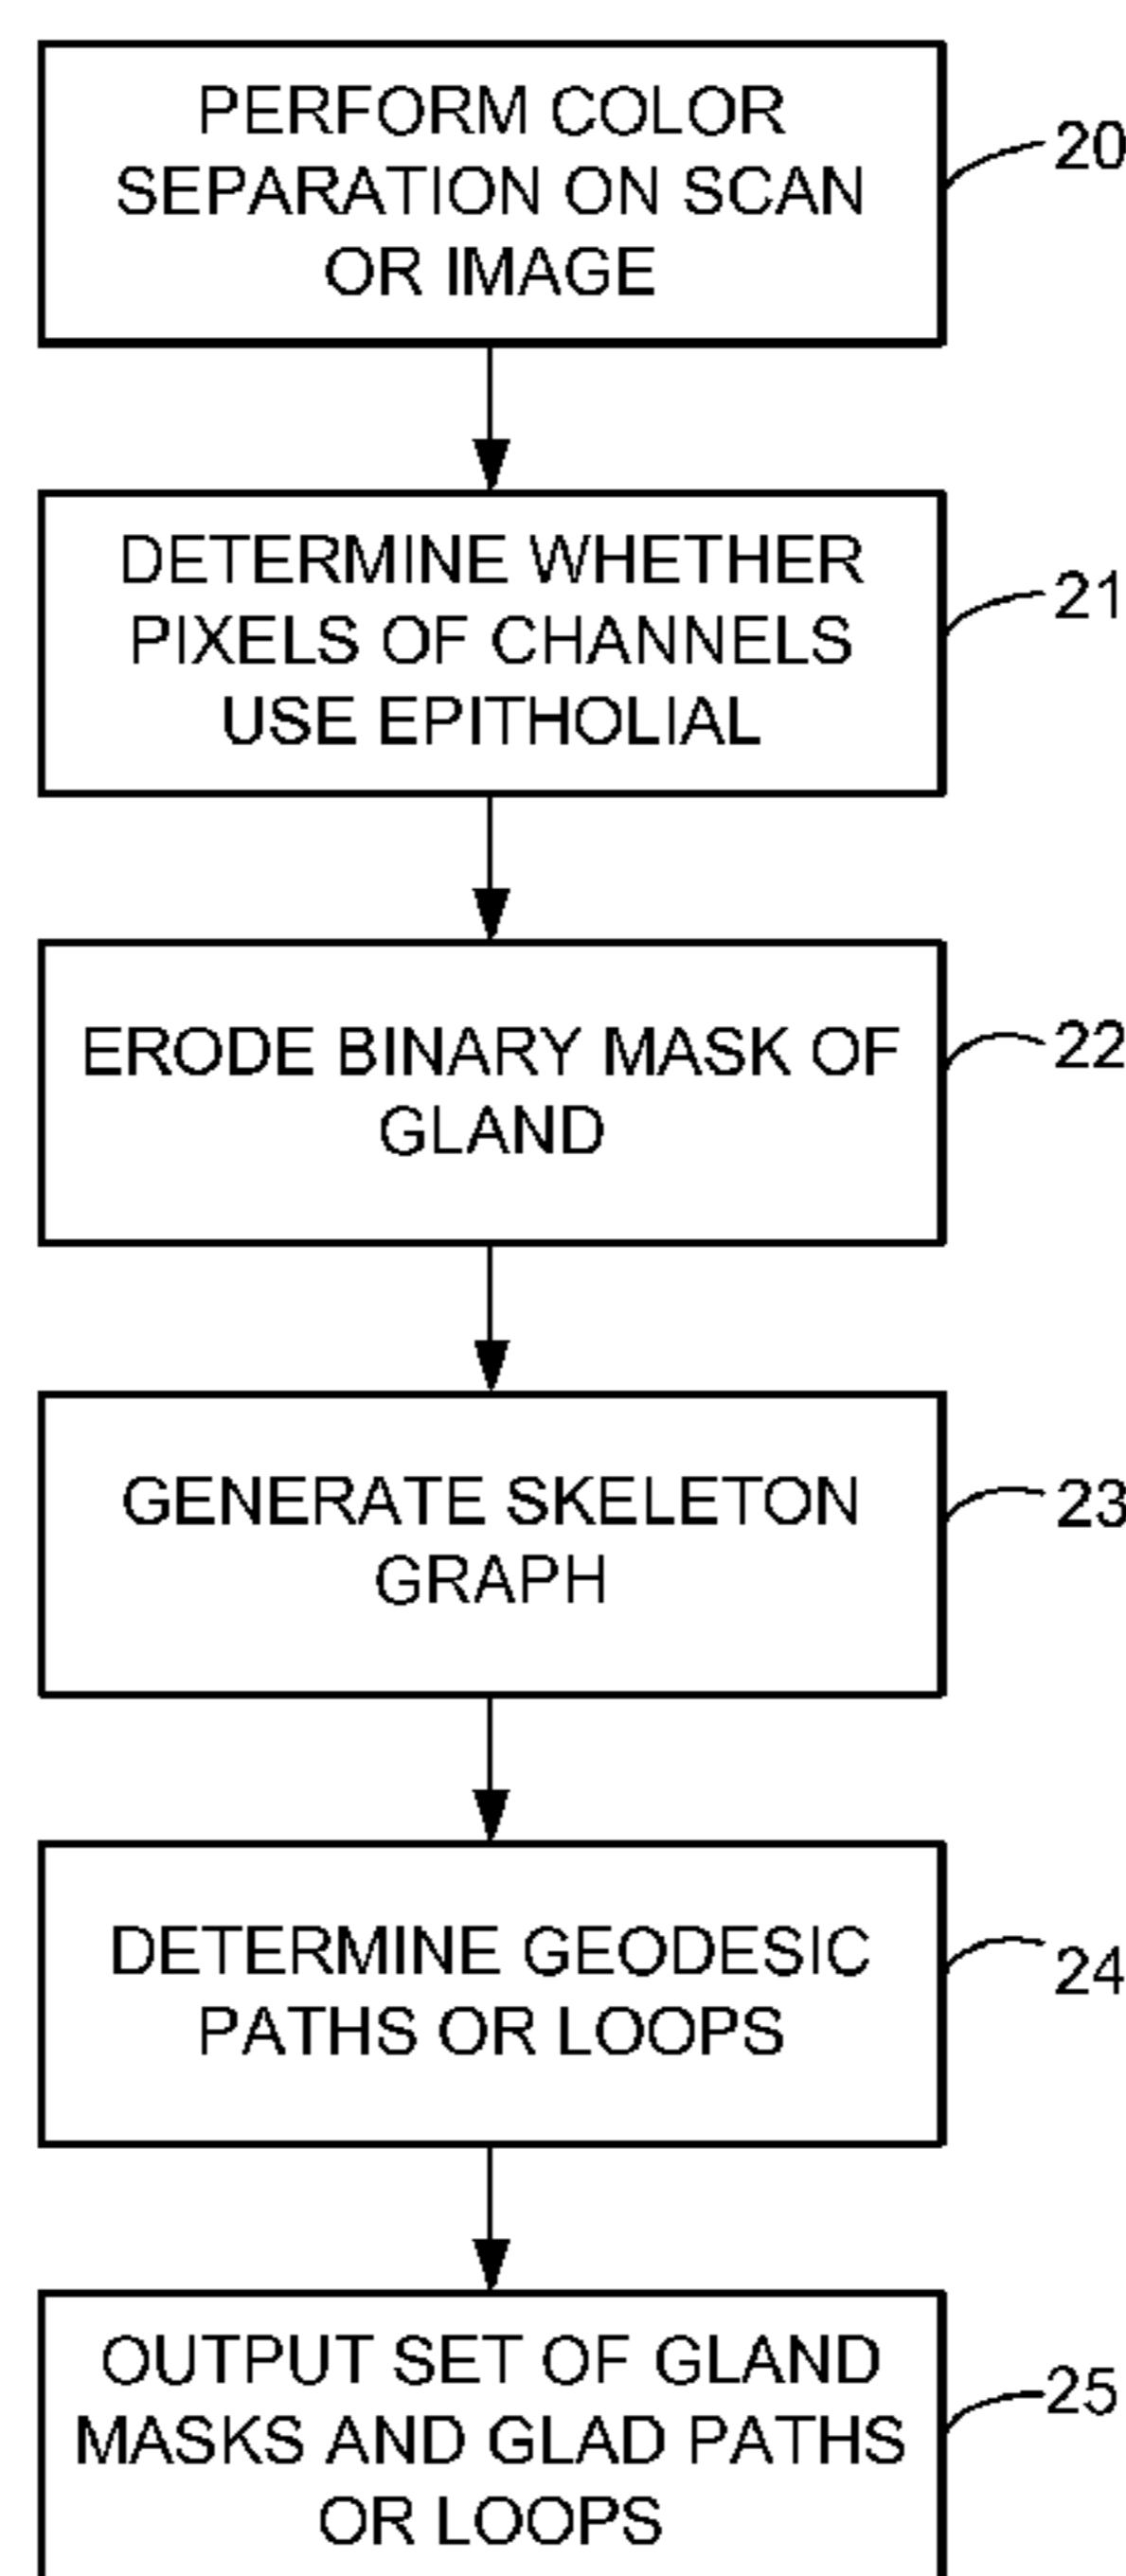 PERFORM COLOR
SEPARATION ON SCAN
OR IMAGE
20
DETERMINE WHETHER
PIXELS OF CHANNELS
USE EPITHOLIAL
21
ERODE BINARY MASK OF
GLAND
22
GENERATE SKELETON
GRAPH
23
DETERMINE GEODESIC
PATHS OR LOOPS
24
OUTPUT SET OF GLAND
MASKS AND GLAD PATHS
OR LOOPS
25